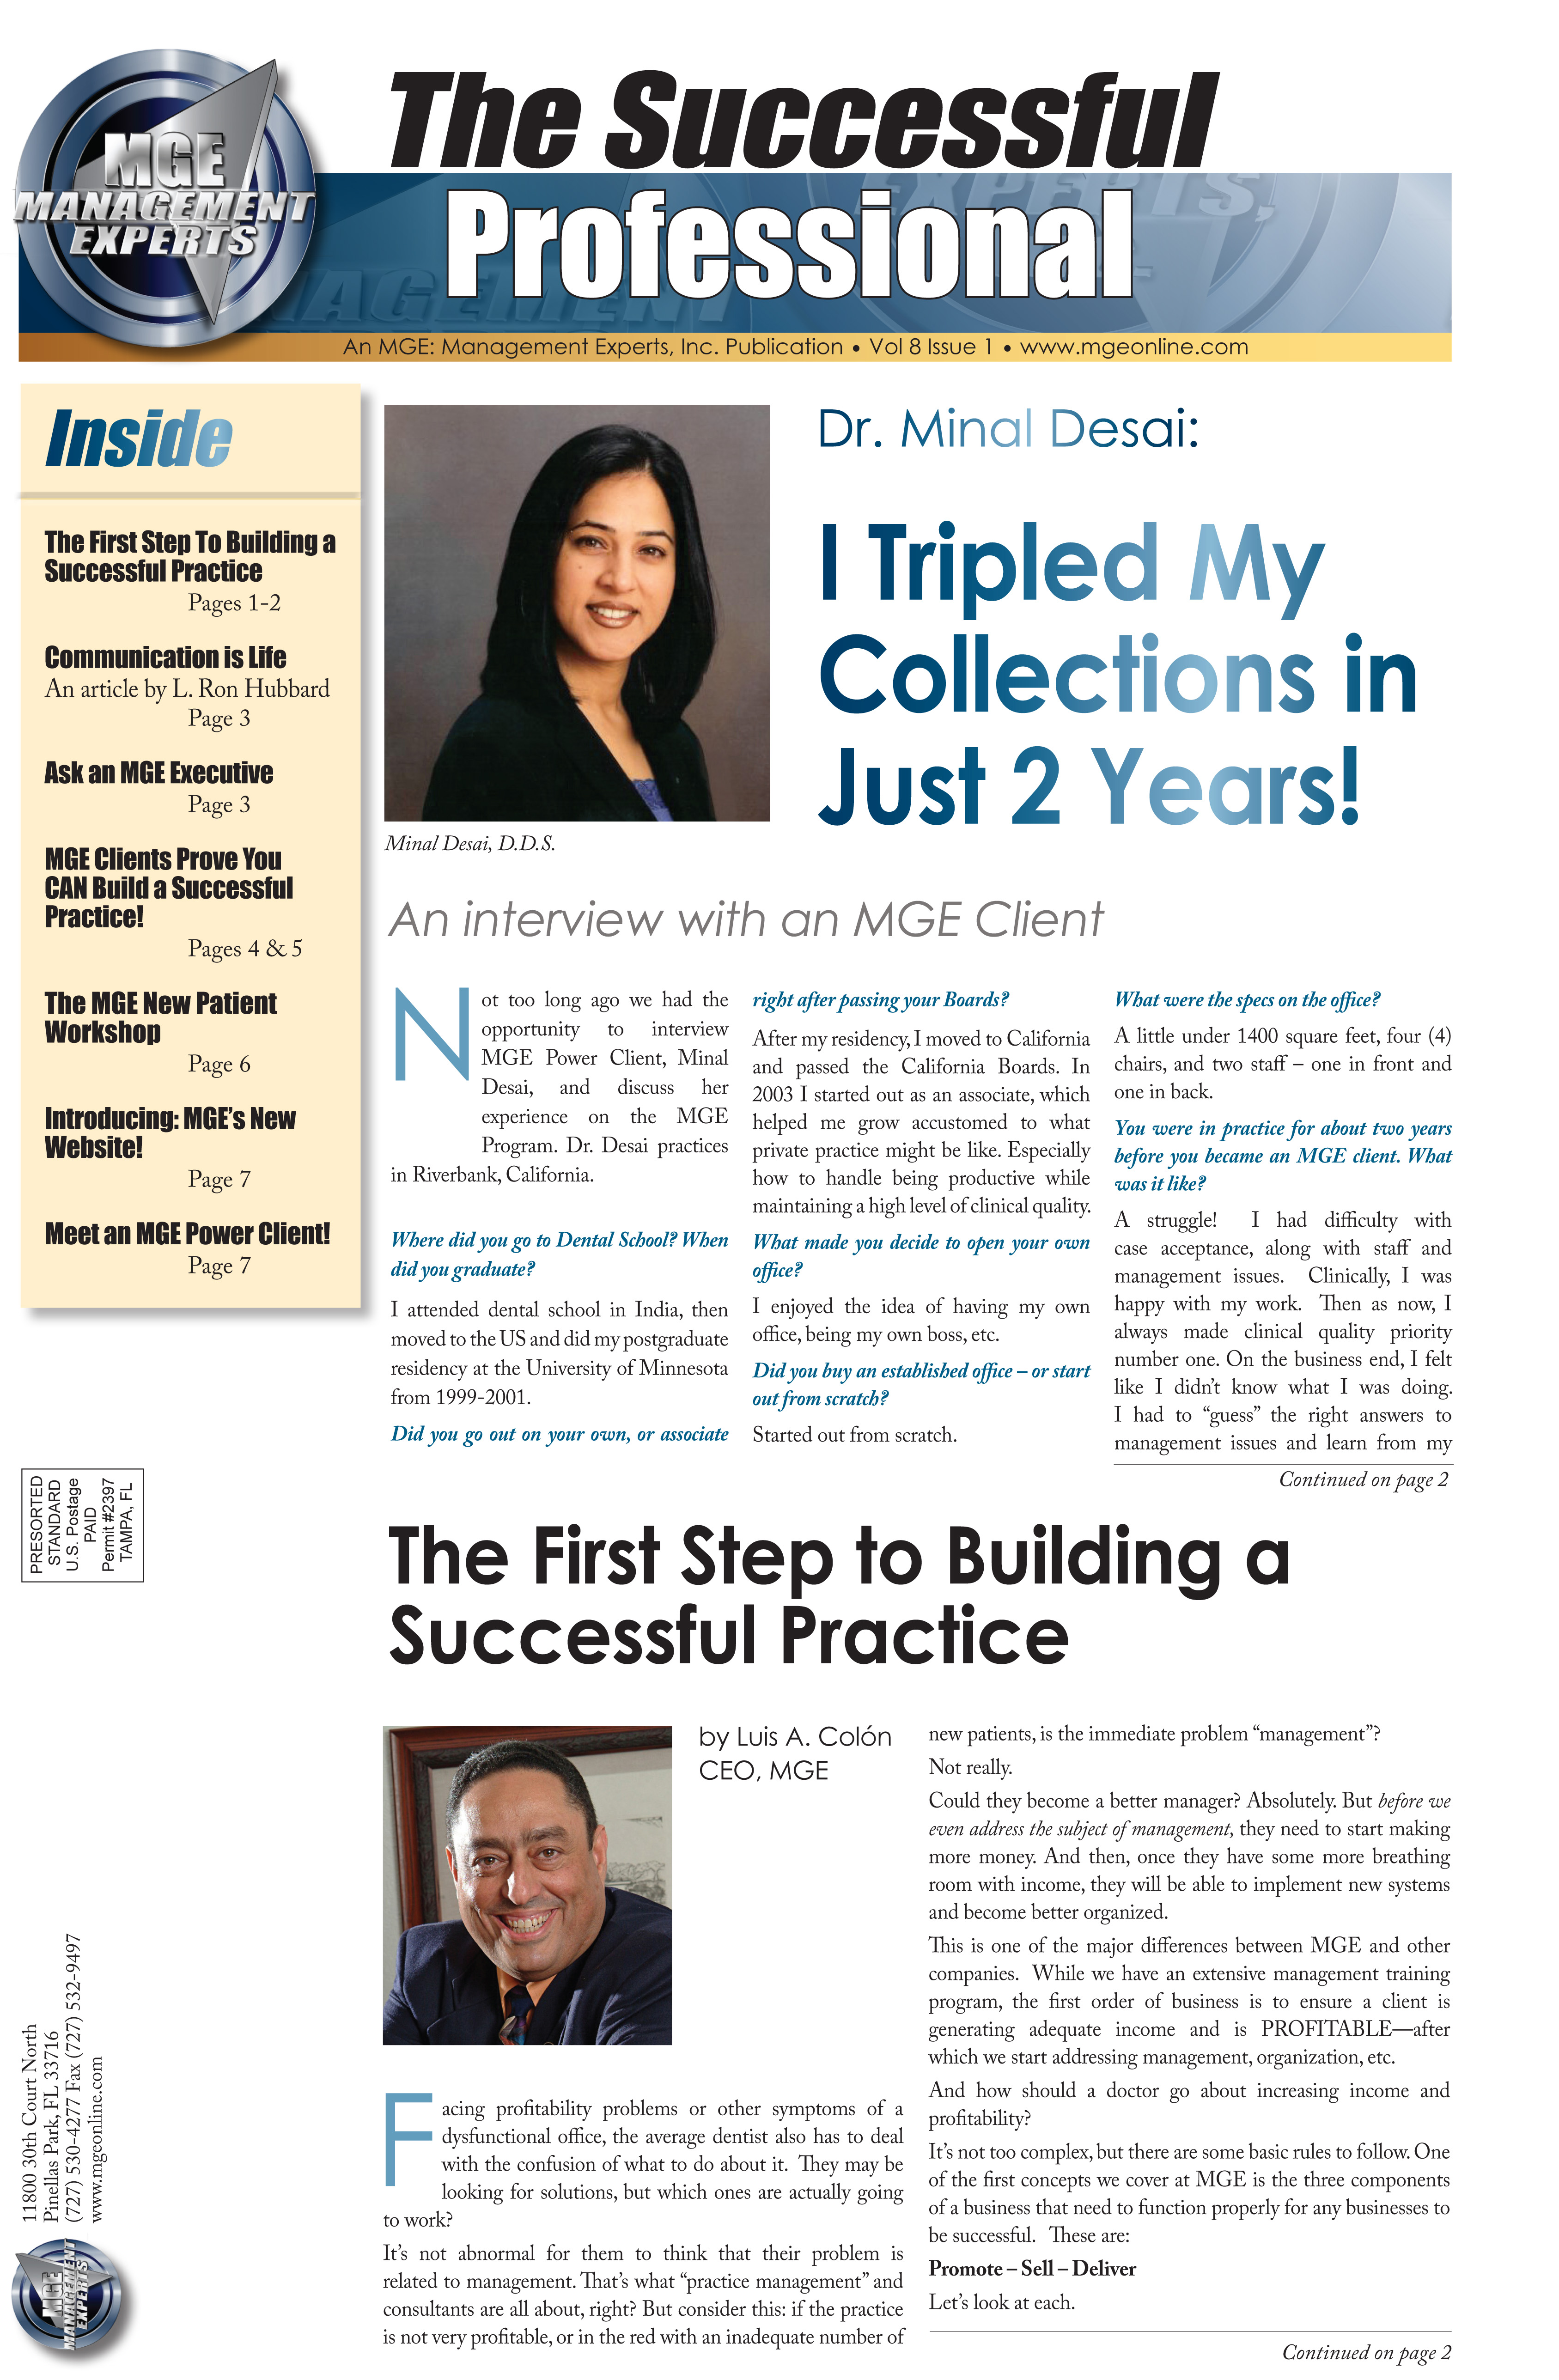 MGE
MANAGEMENT
EXPERTS
The Successful
Professional
An MGE: Management Experts, Inc. Publication • Vol 8 Issue 1 • www.mgeonline.com
Inside
The First Step To Building a
Successful Practice
Pages 1-2
Communication is Life
An article by L. Ron Hubbard
Page 3
Ask an MGE Executive
Page 3
MGE Clients Prove You
CAN Build a Successful
Practice!
Pages 4 & 5
The MGE New Patient
Workshop
Page 6
Introducing: MGE's New
Website!
Page 7
Meet an MGE Power Client!
Page 7
Dr. Minal Desai:
I Tripled My
Collections in
Just 2 Years!
Minal Desai, D.D.S.
An interview with an MGE Client
Not too long ago we had the
opportunity to interview
MGE Power Client, Minal
Desai, and discuss her
experience on the MGE
Program. Dr. Desai practices
in Riverbank, California.
Where did you go to Dental School? When
did you graduate?
I attended dental school in India, then
moved to the US and did my postgraduate
residency at the University of Minnesota
from 1999-2001.
Did you go out on your own, or associate
right after passing your Boards?
After my residency, I moved to California
and passed the California Boards. In
2003 I started out as an associate, which
helped me grow accustomed to what
private practice might be like. Especially
how to handle being productive while
maintaining a high level of clinical quality.
What made you decide to open your own
office?
I enjoyed the idea of having my own
office, being my own boss, etc.
Did you buy an established office – or start
out from scratch?
Started out from scratch.
What were the specs on the office?
A little under 1400 square feet, four (4)
chairs, and two staff – one in front and
one in back.
You were in practice for about two years
before you became an MGE client. What
was it like?
A struggle! I had difficulty with
case acceptance, along with staff and
management issues. Clinically, I was
happy with my work. Then as now, I
always made clinical quality priority
number one. On the business end, I felt
like I didn't know what I was doing.
I had to "guess" the right answers to
management issues and learn from my
Continued on page 2
PRESORTED
STANDARD
U.S. Postage
PAID
Permit #2397
TAMPA, FL
The First Step to Building a
Successful Practice
by Luis A. Colón
CEO, MGE
Facing profitability problems or other symptoms of a
dysfunctional office, the average dentist also has to deal
with the confusion of what to do about it. They may be
looking for solutions, but which ones are actually going
to work?
It's not abnormal for them to think that their problem is
related to management. That's what "practice management" and
consultants are all about, right? But consider this: if the practice
is not very profitable, or in the red with an inadequate number of
new patients, is the immediate problem "management"?
Not really.
Could they become a better manager? Absolutely. But before we
even address the subject of management, they need to start making
more money. And then, once they have some more breathing
room with income, they will be able to implement new systems
and become better organized.
This is one of the major differences between MGE and other
companies. While we have an extensive management training
program, the first order of business is to ensure a client is
generating adequate income and is PROFITABLE—after
which we start addressing management, organization, etc.
And how should a doctor go about increasing income and
profitability?
It's not too complex, but there are some basic rules to follow. One
of the first concepts we cover at MGE is the three components
of a business that need to function properly for any businesses to
be successful. These are:
Promote – Sell – Deliver
Let's look at each.
Continued on page 2
11800 30th Court North
Pinellas Park, FL 33716
(727) 530-4277 Fax (727) 532-9497
www.mgeonline.com
MGE
MANAGEMENT
EXPERTS